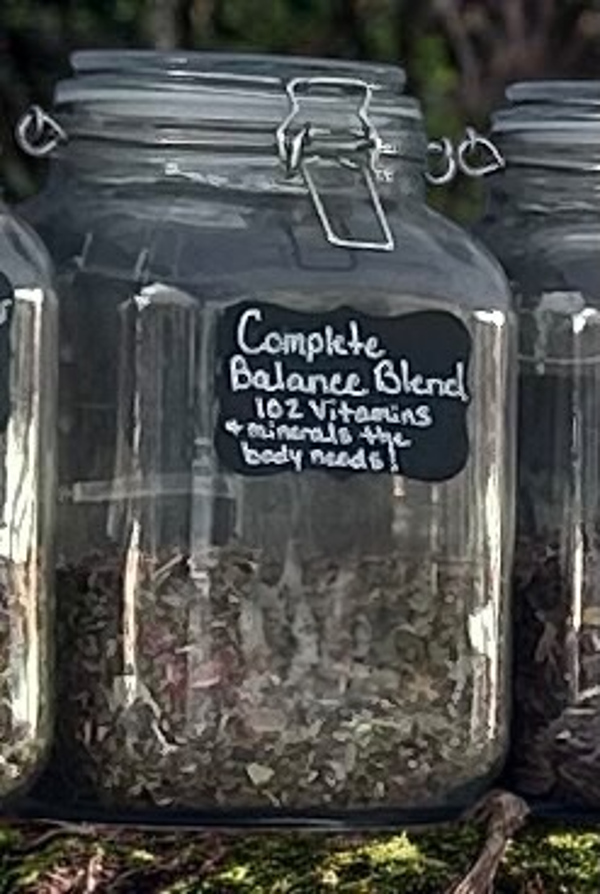 Complete
Balance Blend
102 Vitamins
& minerals the
body needs!